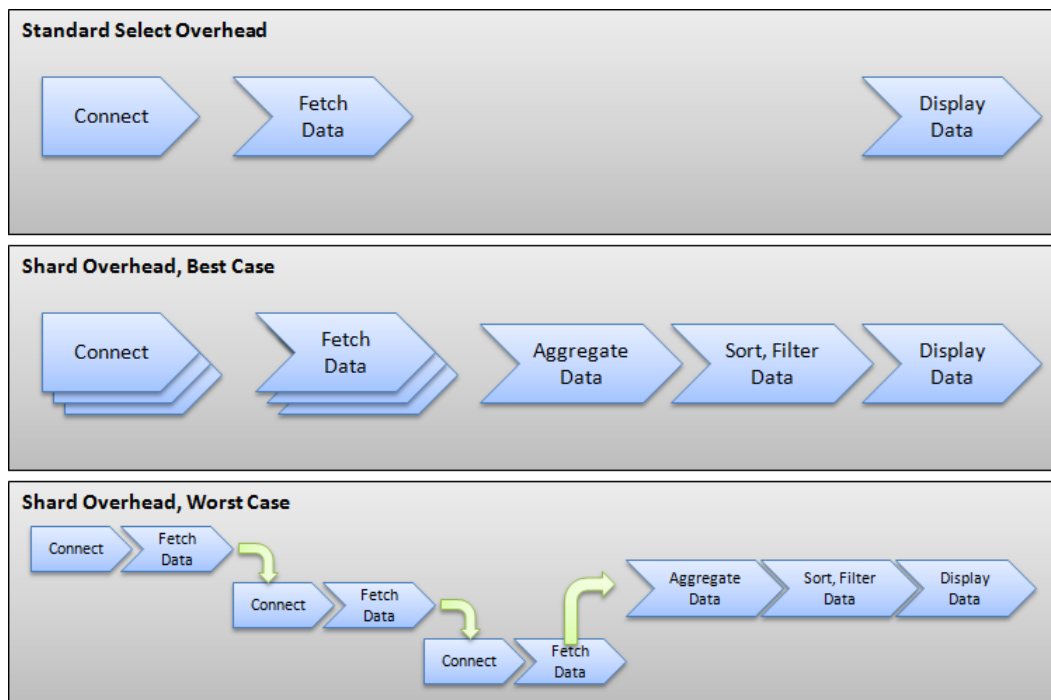 Standard Select Overhead
Connect
Fetch
Data
Display
Data
Shard Overhead, Best Case
Connect
Fetch
Data
Aggregate
Data
Sort, Filter
Data
Display
Data
Shard Overhead, Worst Case
Connect
Fetch
Data
Connect
Fetch
Data
Connect
Fetch
Data
Aggregate
Data
Sort, Filter
Data
Display
Data